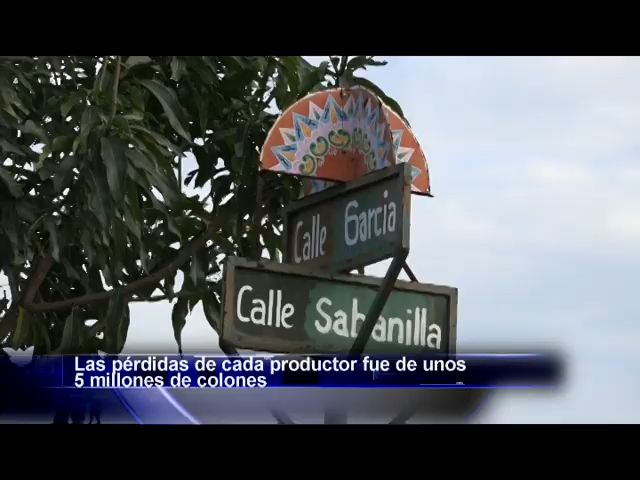 Calle Garcia
Calle Sabanilla
Las pérdidas de cada productor fue de unos
5 millones de colones